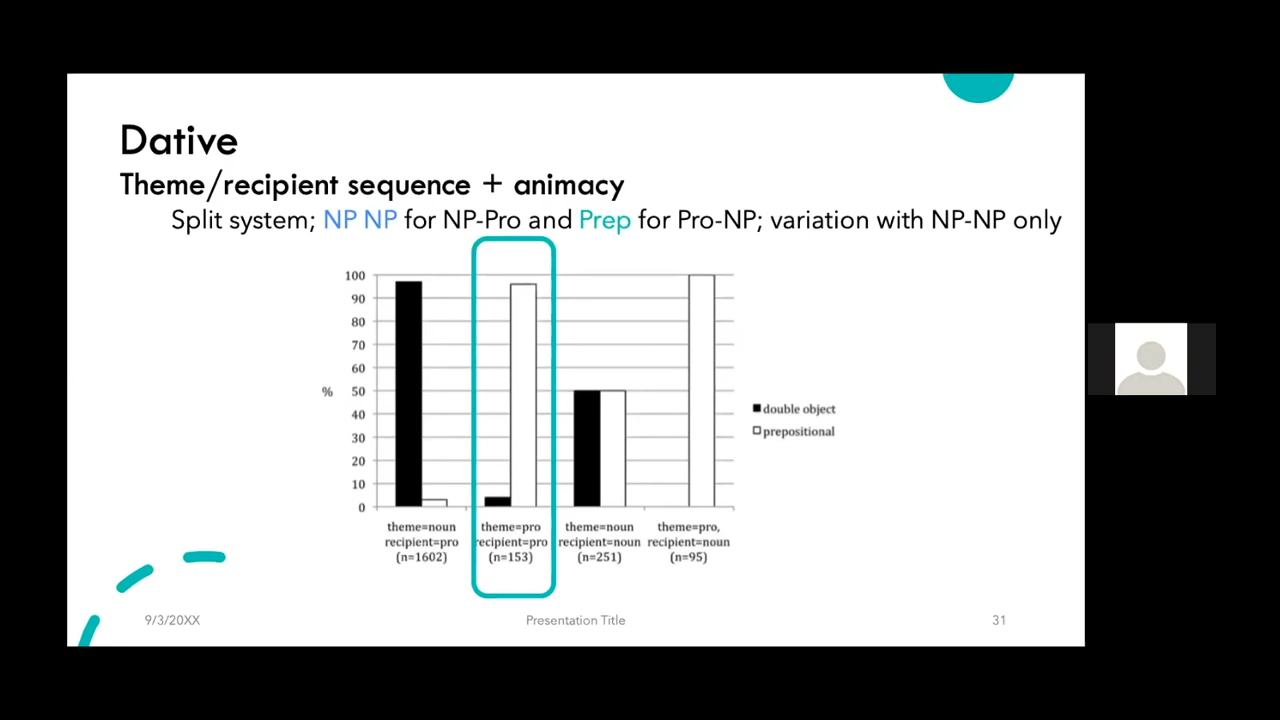 Dative
Theme/recipient sequence + animacy
Split system; NP NP for NP-Pro and Prep for Pro-NP; variation with NP-NP only
100
90
80
70
60
50
40
30
20
10
0
%
double object
prepositional
theme=noun
recipient=pro
(n=1602)
theme=pro
recipient=pro
(n=153)
theme=noun
recipient=noun
(n=251)
theme=pro,
recipient=noun
(n=95)
9/3/20XX
Presentation Title
31